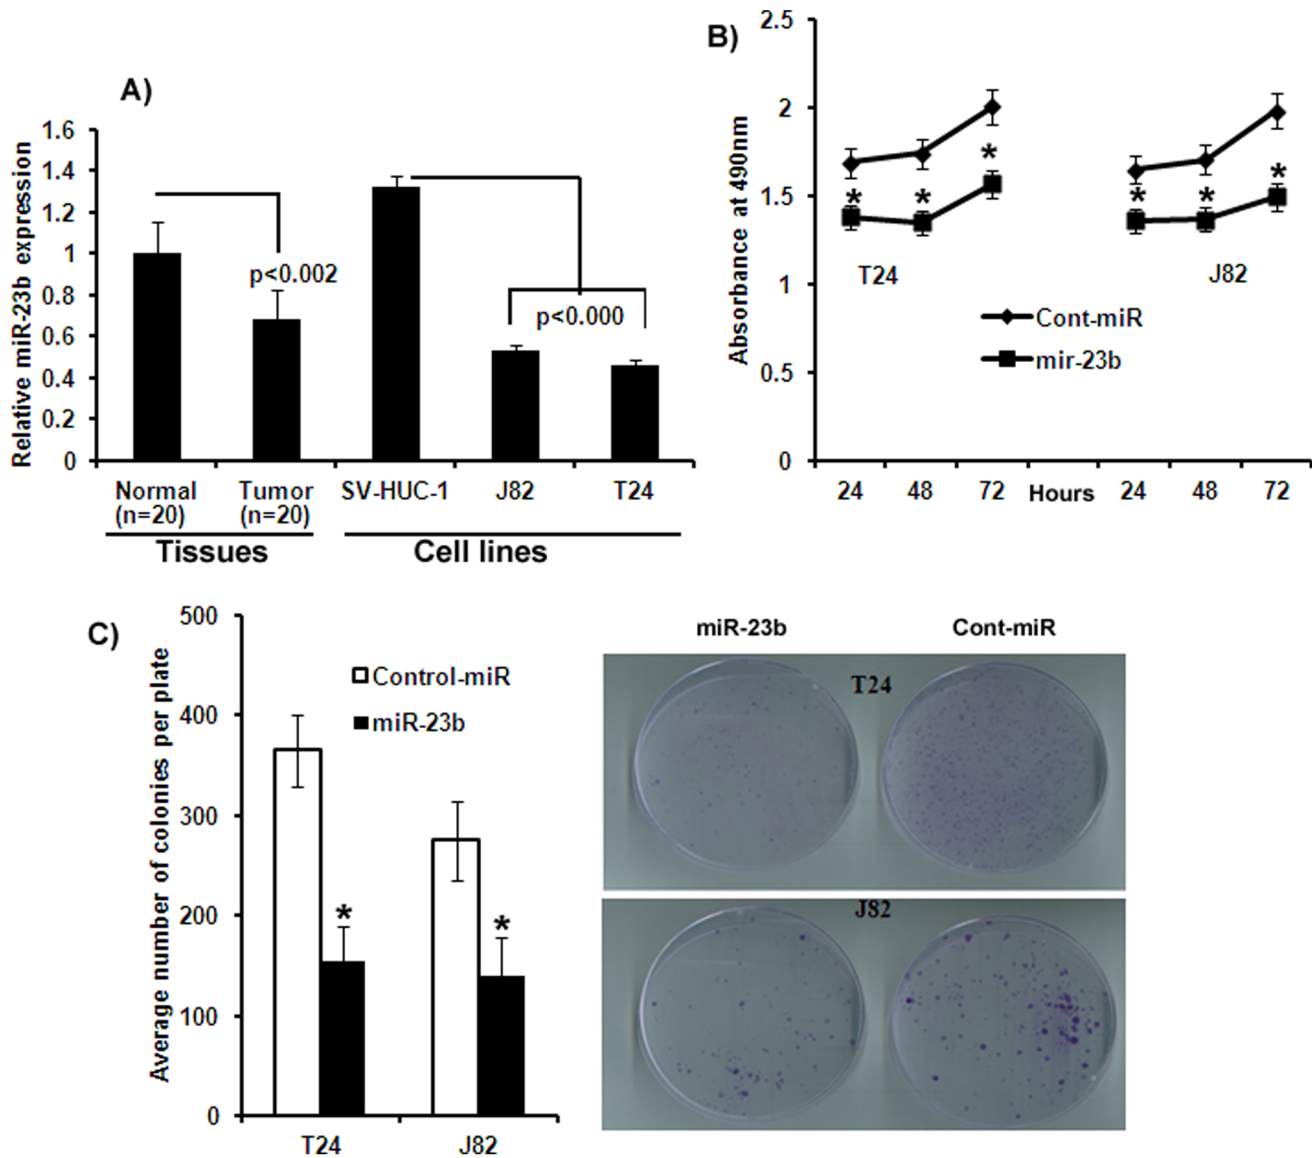 A)
Relative miR-23b expression
1.6
1.4
1.2
1
0.8
0.6
0.4
0.2
0
p<0.002
p<0.000
Normal
(n=20)
Tumor
(n=20)
SV-HUC-1
J82
T24
Tissues
Cell lines
B)
Absorbance at 490nm
2.5
2
1.5
1
0.5
0
* * *
* * *
T24
J82
Cont-miR
mir-23b
24 48 72 Hours 24 48 72
C)
Average number of colonies per plate
500
400
300
200
100
0
Control-miR
miR-23b
*
*
T24
J82
miR-23b
Cont-miR
T24
J82